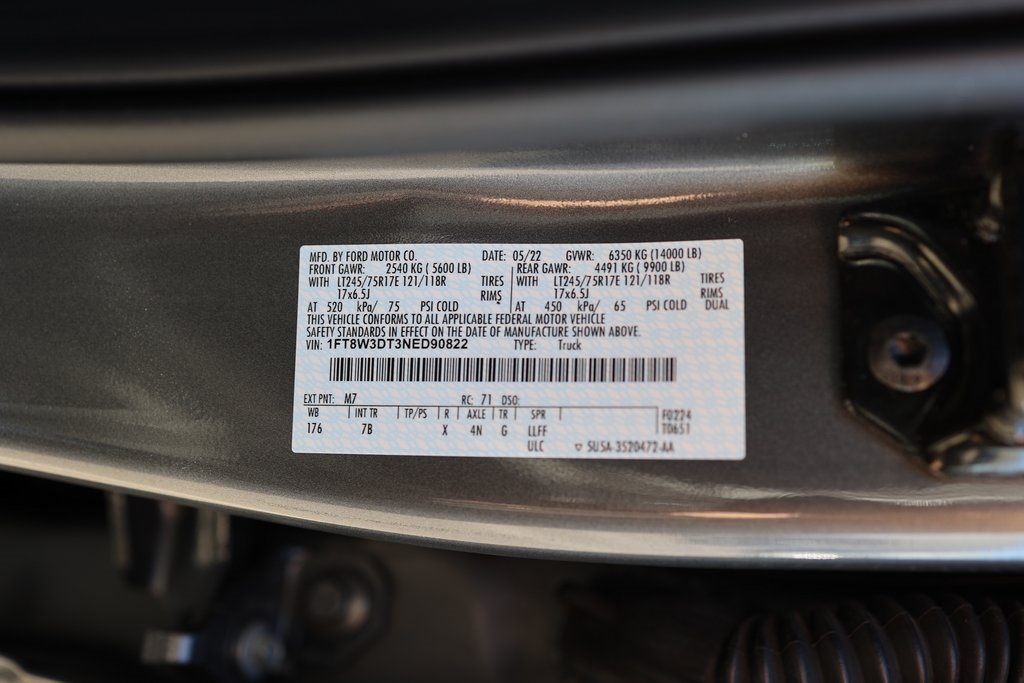 MFD. BY FORD MOTOR CO. DATE: 05/22 GVWR: 6350 KG (14000 LB)
FRONT GAWR: 2540 KG ( 5600 LB) REAR GAWR: 4491 KG ( 9900 LB)
WITH LT245/75R17E 121/118R TIRES WITH LT245/75R17E 121/118R TIRES
17x6.5J RIMS 17x6.5J RIMS
AT 520 kPa/ 75 PSI COLD AT 450 kPa/ 65 PSI COLD DUAL
THIS VEHICLE CONFORMS TO ALL APPLICABLE FEDERAL MOTOR VEHICLE
SAFETY STANDARDS IN EFFECT ON THE DATE OF MANUFACTURE SHOWN ABOVE.
VIN: 1FT8W3DT3NED90822 TYPE: Truck
EXT PNT: M7 RC: 71 DSO:
WB INT TR TP/PS R AXLE TR SPR F0224
176 7B X 4N G LLFF T0651
ULC ▽ SU5A-3520472-AA